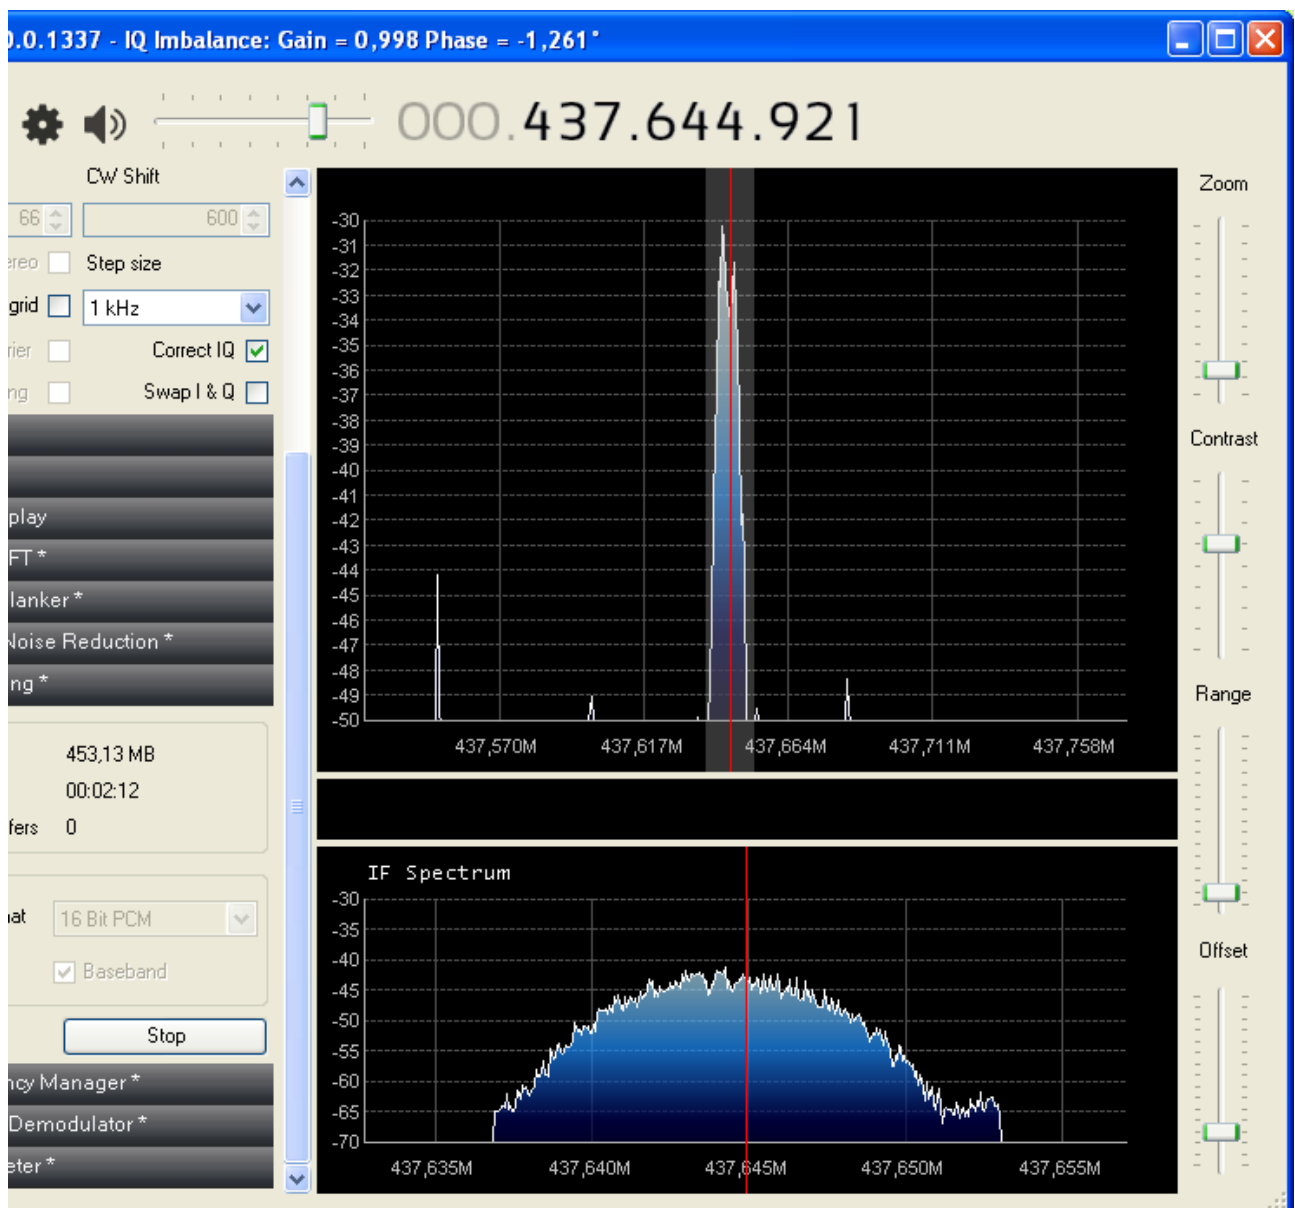 .0.1337 - IQ Imbalance: Gain = 0,998 Phase = -1,261°
000.437.644.921
CW Shift
66
600
ereo
Step size
grid
1 kHz
rier
Correct IQ
ng
Swap I & Q
play
FT *
lanker *
Noise Reduction *
ng *
453,13 MB
00:02:12
fers 0
nat
16 Bit PCM
Baseband
Stop
ncy Manager *
Demodulator *
eter *
-30
-31
-32
-33
-34
-35
-36
-37
-38
-39
-40
-41
-42
-43
-44
-45
-46
-47
-48
-49
-50
437,570M 437,617M 437,664M 437,711M 437,758M
IF Spectrum
-30
-35
-40
-45
-50
-55
-60
-65
-70
437,635M 437,640M 437,645M 437,650M 437,655M
Zoom
Contrast
Range
Offset